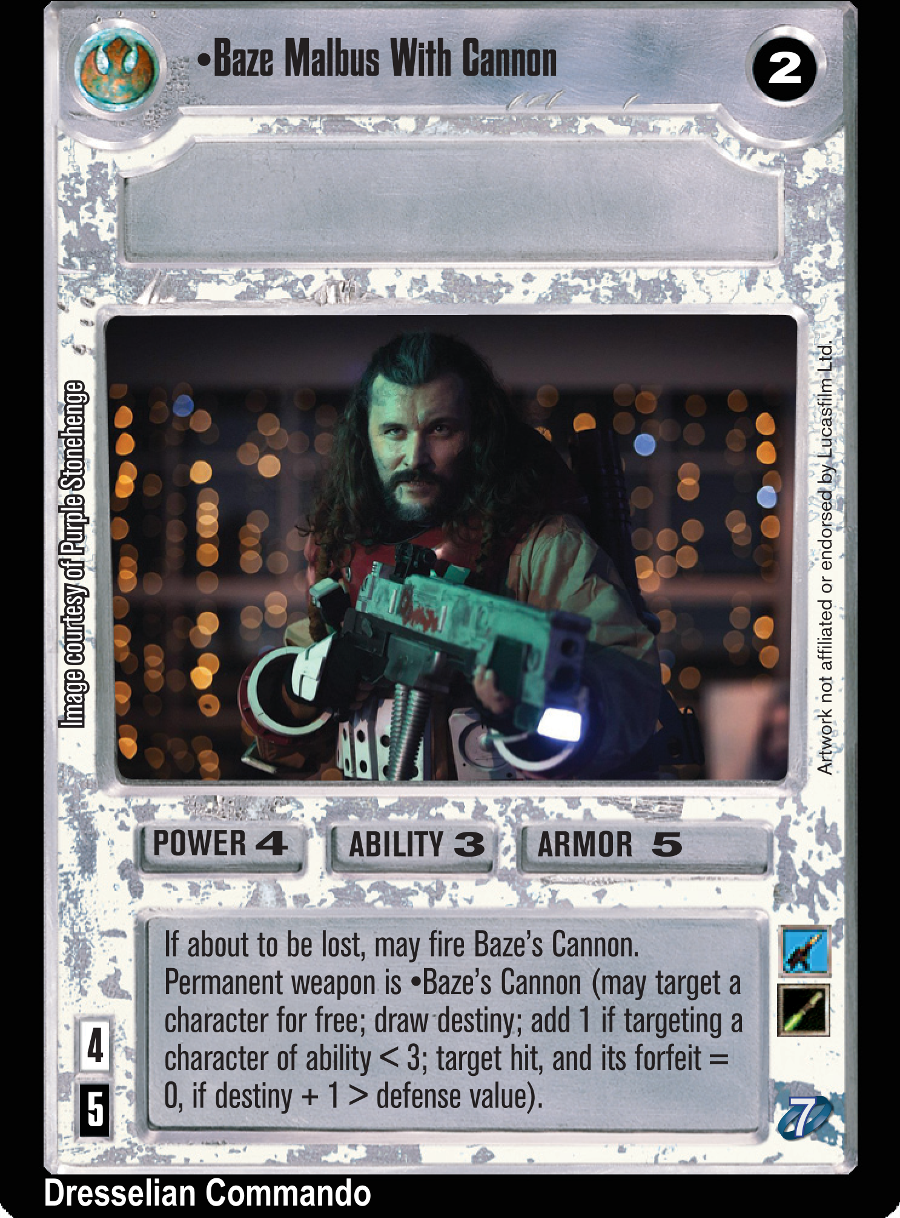 •Baze Malbus With Cannon
2
Image courtesy of Purple Stonehenge
Artwork not affiliated or endorsed by Lucasfilm Ltd.
POWER 4
ABILITY 3
ARMOR 5
If about to be lost, may fire Baze's Cannon.
Permanent weapon is •Baze's Cannon (may target a
character for free; draw destiny; add 1 if targeting a
character of ability < 3; target hit, and its forfeit =
0, if destiny + 1 > defense value).
4
5
7
Dresselian Commando